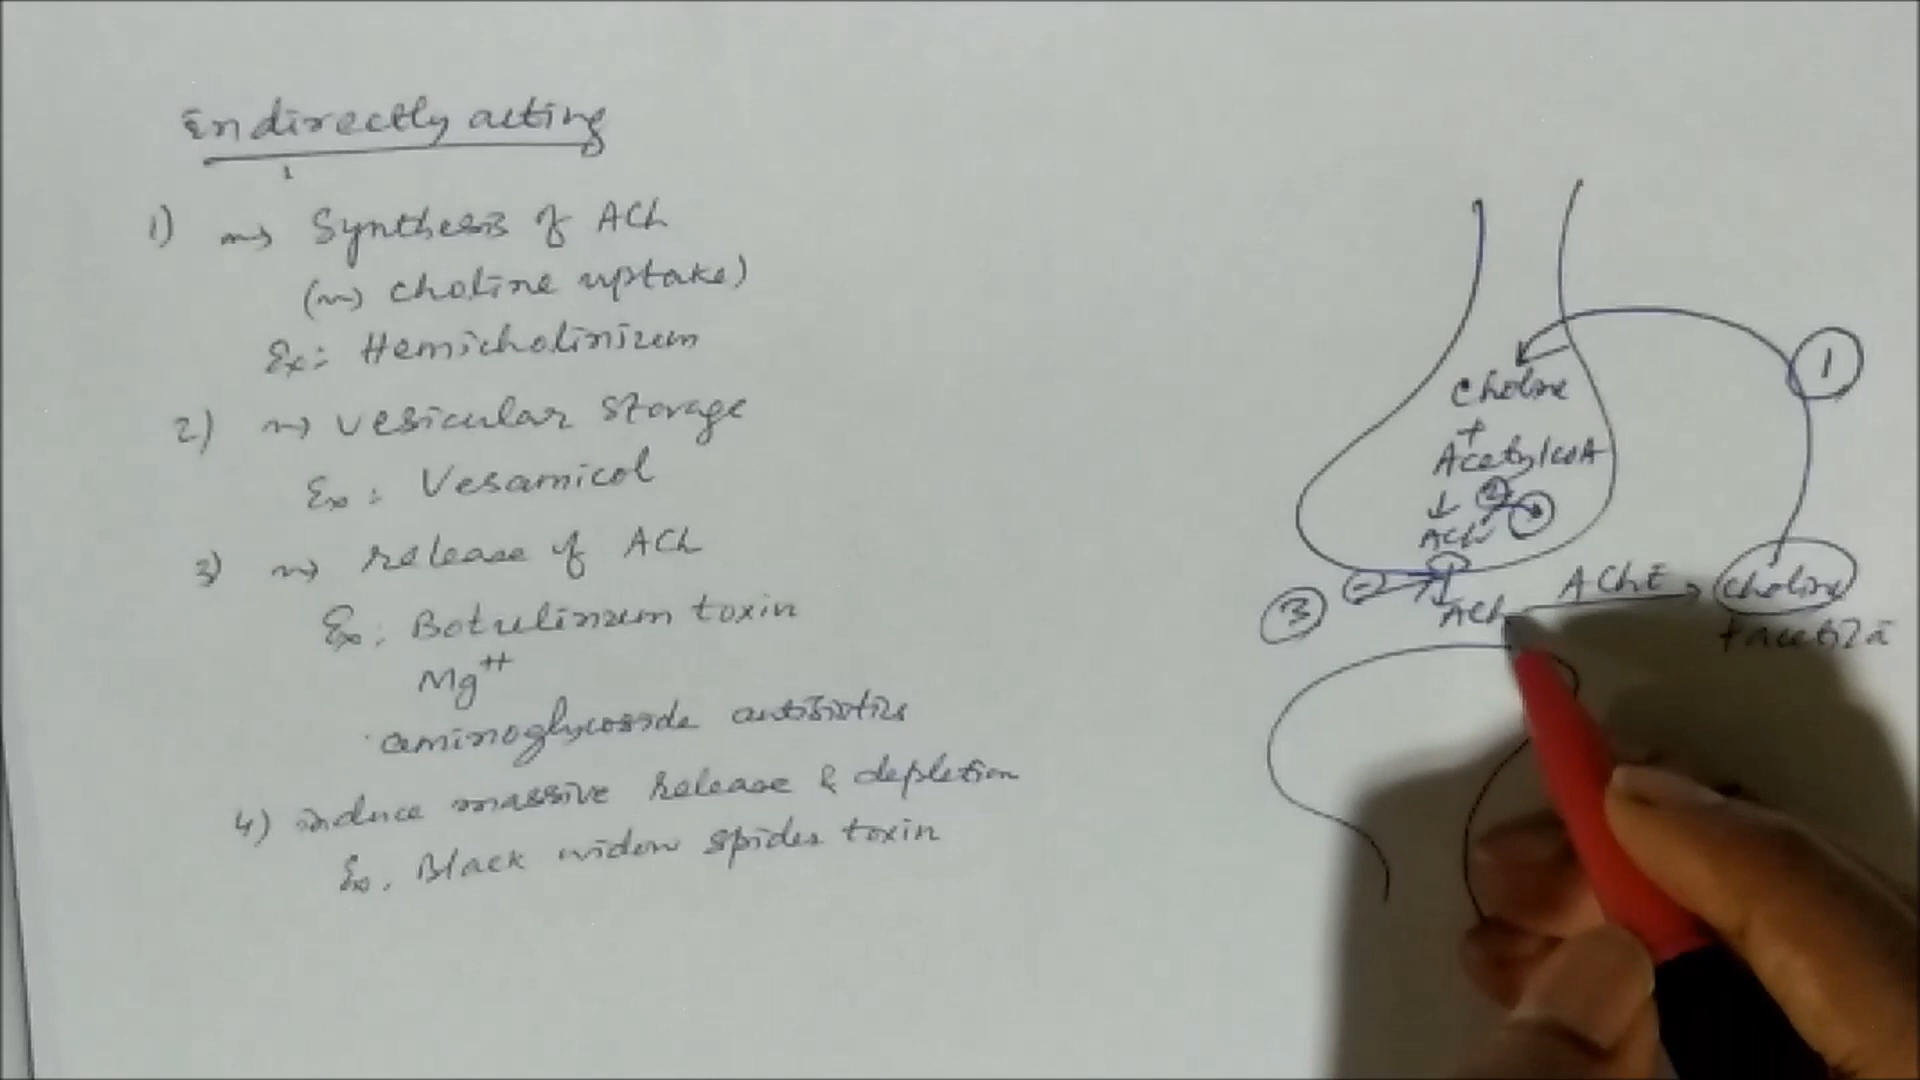 Indirectly acting
1) ⇝ Synthesis of ACh
(⇝ choline uptake)
Ex: Hemicholinium
2) ⇝ vesicular storage
Ex: Vesamicol
3) ⇝ release of ACh
Ex: Botulinum toxin
Mg++
aminoglycoside antibiotics
4) induce massive release & depletion
Ex. Black widow spider toxin
1
choline
+
AcetylcoA
↓ 2
ACh
3 - ACh AChE → choline